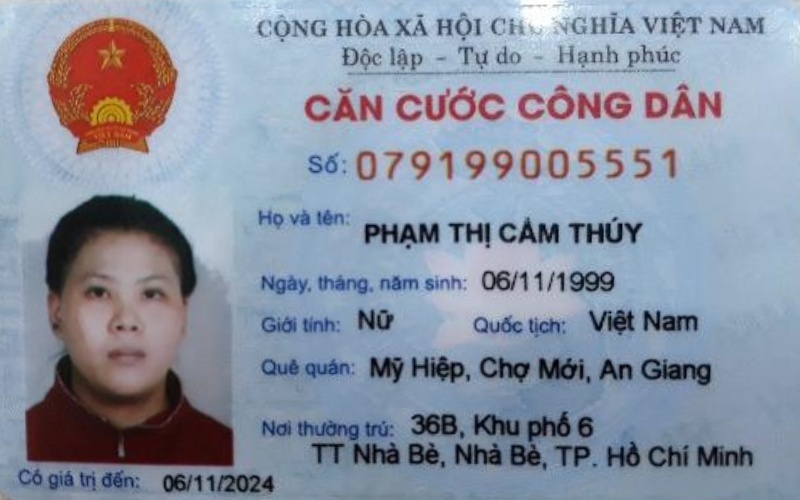 CỘNG HÒA XÃ HỘI CHỦ NGHĨA VIỆT NAM
Độc lập - Tự do - Hạnh phúc
CĂN CƯỚC CÔNG DÂN
Số: 079199005551
Họ và tên: PHẠM THỊ CẨM THÚY
Ngày, tháng, năm sinh: 06/11/1999
Giới tính: Nữ Quốc tịch: Việt Nam
Quê quán: Mỹ Hiệp, Chợ Mới, An Giang
Nơi thường trú: 36B, Khu phố 6
TT Nhà Bè, Nhà Bè, TP. Hồ Chí Minh
Có giá trị đến: 06/11/2024